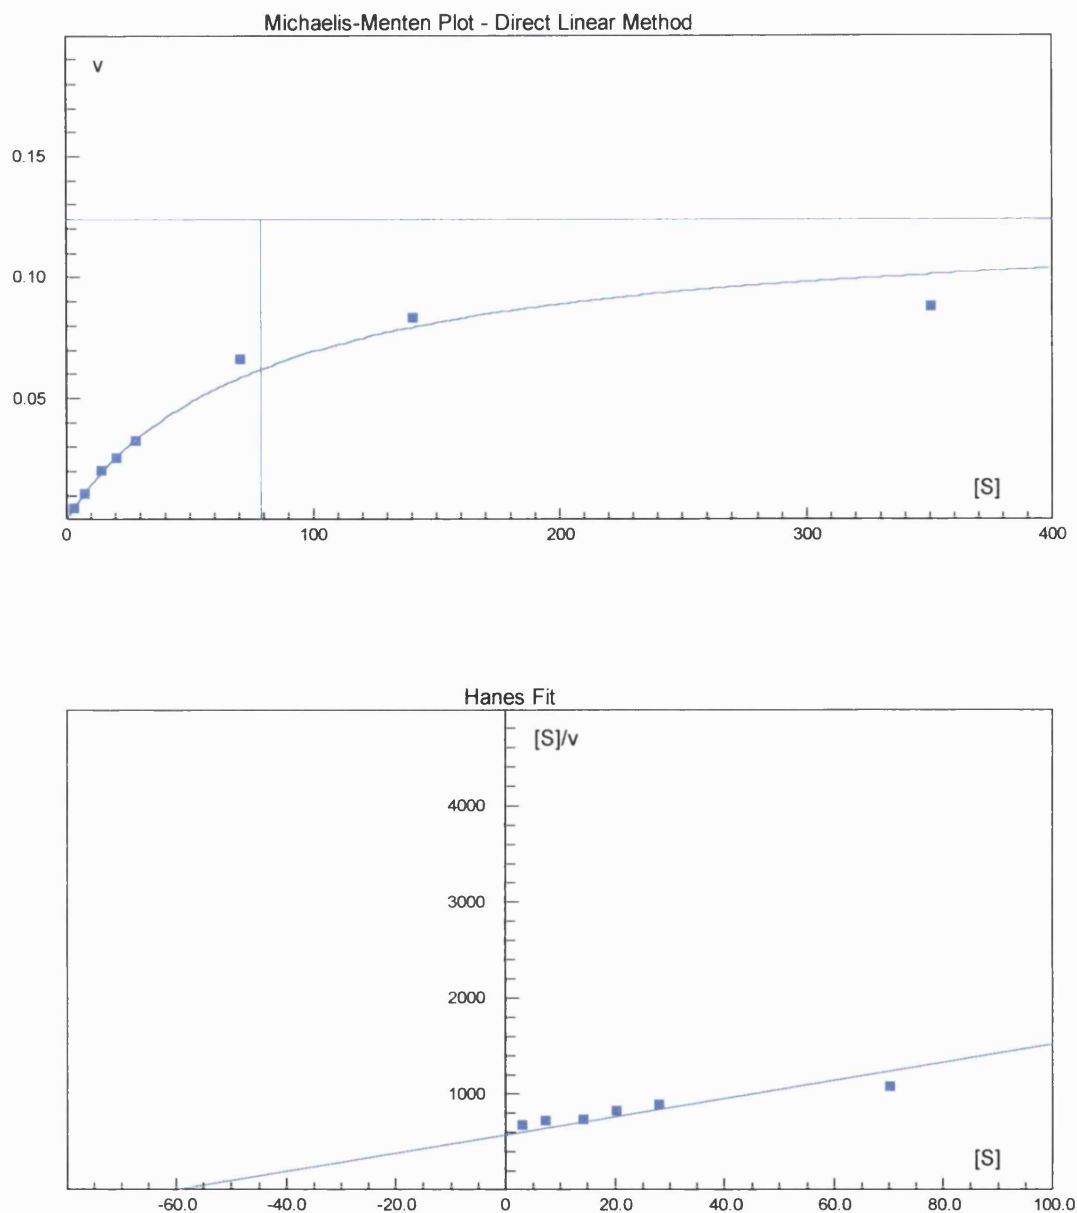 Michaelis-Menten Plot - Direct Linear Method
v
0.15
0.10
0.05
[S]
0 100 200 300 400
Hanes Fit
[S]/v
4000
3000
2000
1000
[S]
-60.0 -40.0 -20.0 0 20.0 40.0 60.0 80.0 100.0